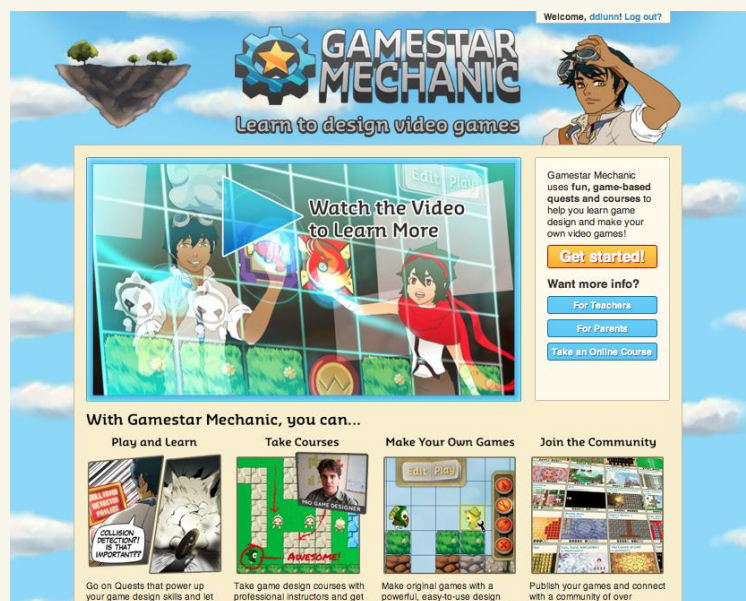 Welcome, ddiunn! Log out?
GAMESTAR
MECHANIC
Learn to design video games
Edit Play
Watch the Video
to Learn More
Gamestar Mechanic
uses fun, game-based
quests and courses to
help you learn game
design and make your
own video games!
Get started!
Want more info?
For Teachers
For Parents
Take an Online Course
With Gamestar Mechanic, you can...
Play and Learn
Take Courses
Make Your Own Games
Join the Community
COLLISION
DETECTOR
FAILED
COLLISION
DETECTION?!
IS THAT
IMPORTANT??
PRO GAME DESIGNER
AWESOME!
Edit Play
Go on Quests that power up
your game design skills and let
Take game design courses with
professional instructors and get
Make original games with a
powerful, easy-to-use design
Publish your games and connect
with a community of over